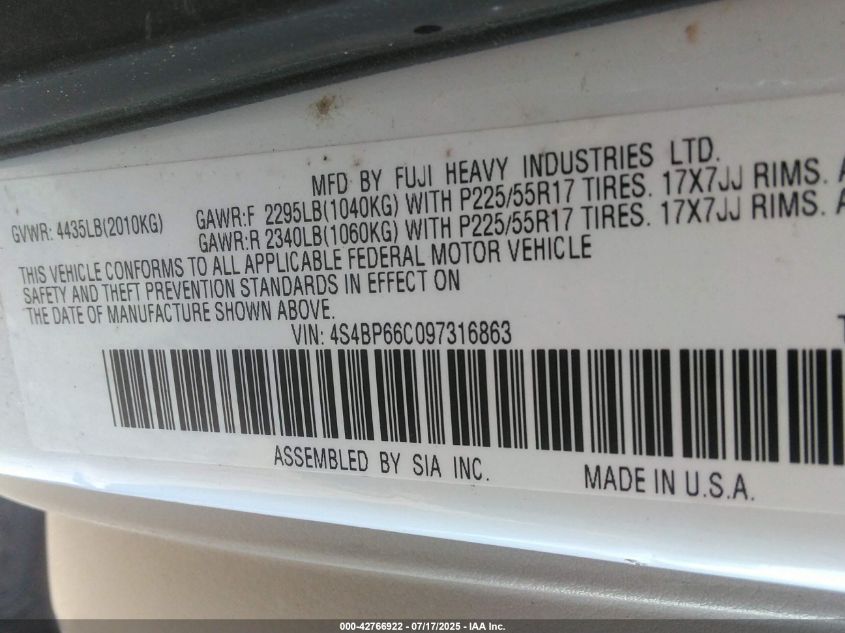 MFD BY FUJI HEAVY INDUSTRIES LTD.
GVWR: 4435LB(2010KG) GAWR:F 2295LB(1040KG) WITH P225/55R17 TIRES. 17X7JJ RIMS.
GAWR:R 2340LB(1060KG) WITH P225/55R17 TIRES. 17X7JJ RIMS.
THIS VEHICLE CONFORMS TO ALL APPLICABLE FEDERAL MOTOR VEHICLE
SAFETY AND THEFT PREVENTION STANDARDS IN EFFECT ON
THE DATE OF MANUFACTURE SHOWN ABOVE.
VIN: 4S4BP66C097316863
ASSEMBLED BY SIA INC.
MADE IN U.S.A.
000-42766922 - 07/17/2025 - IAA Inc.